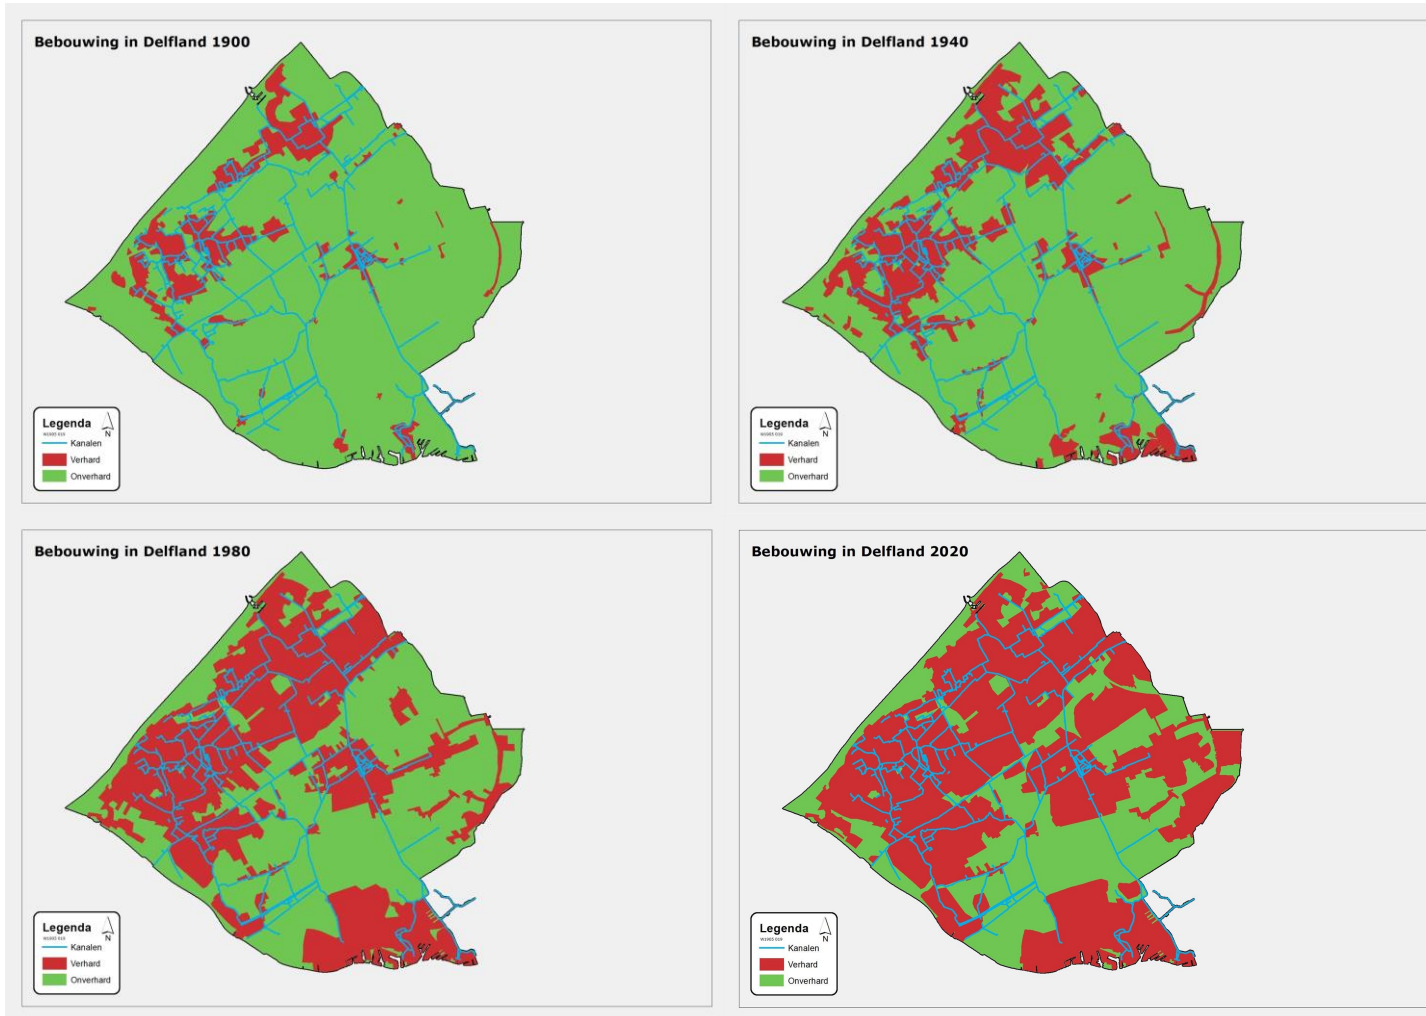 Bebouwing in Delfland 1900
Legenda
N
Kanalen
Verhard
Onverhard
Bebouwing in Delfland 1940
Legenda
N
Kanalen
Verhard
Onverhard
Bebouwing in Delfland 1980
Legenda
N
Kanalen
Verhard
Onverhard
Bebouwing in Delfland 2020
Legenda
N
Kanalen
Verhard
Onverhard